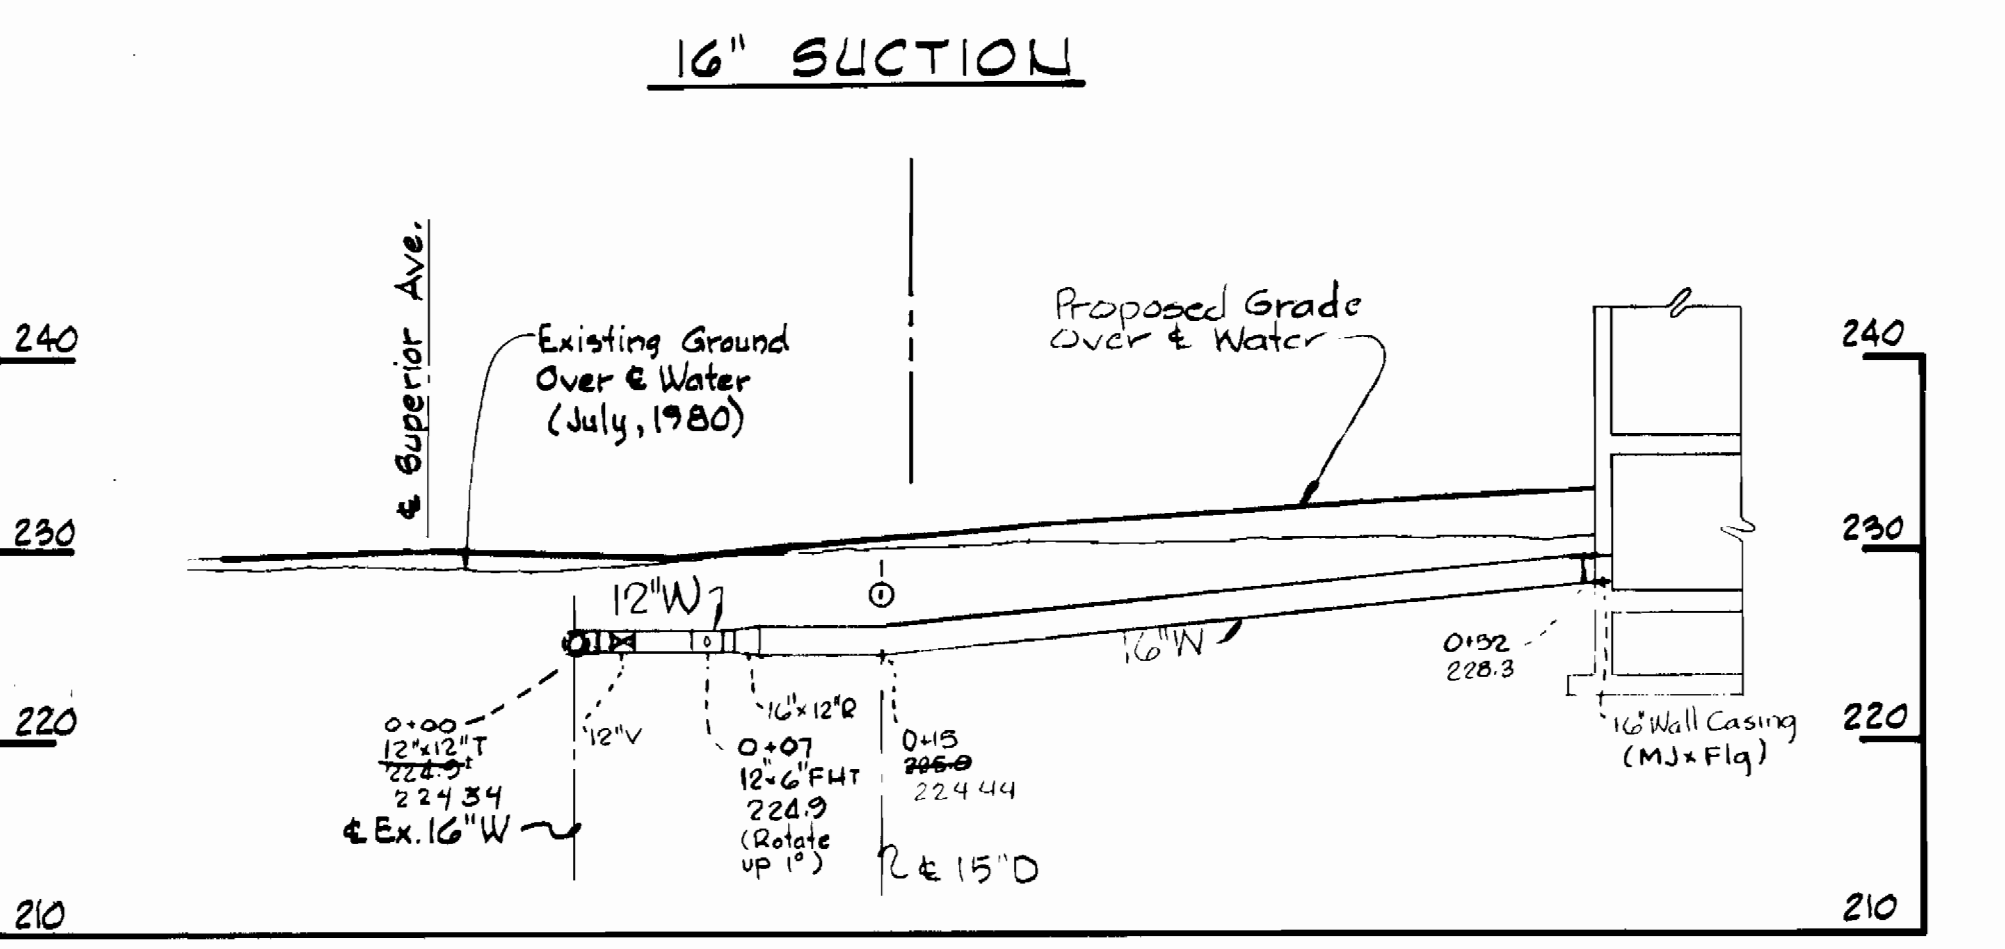 16" SUCTION
℄ Superior Ave.
Existing Ground
Over ℄ Water
(July, 1980)
Proposed Grade
Over ℄ Water
240
240
230
230
220
220
210
210
12"W
16"W
0+00
12"x12"T
224.9±
224 34
℄ Ex. 16"W
12"V
0+07
12"x6"FHT
224.9
(Rotate
up 1°)
16"x12"R
0+15
224 44
℄ 15"D
0+52
228.3
16" Wall Casing
(MJ x Flg)